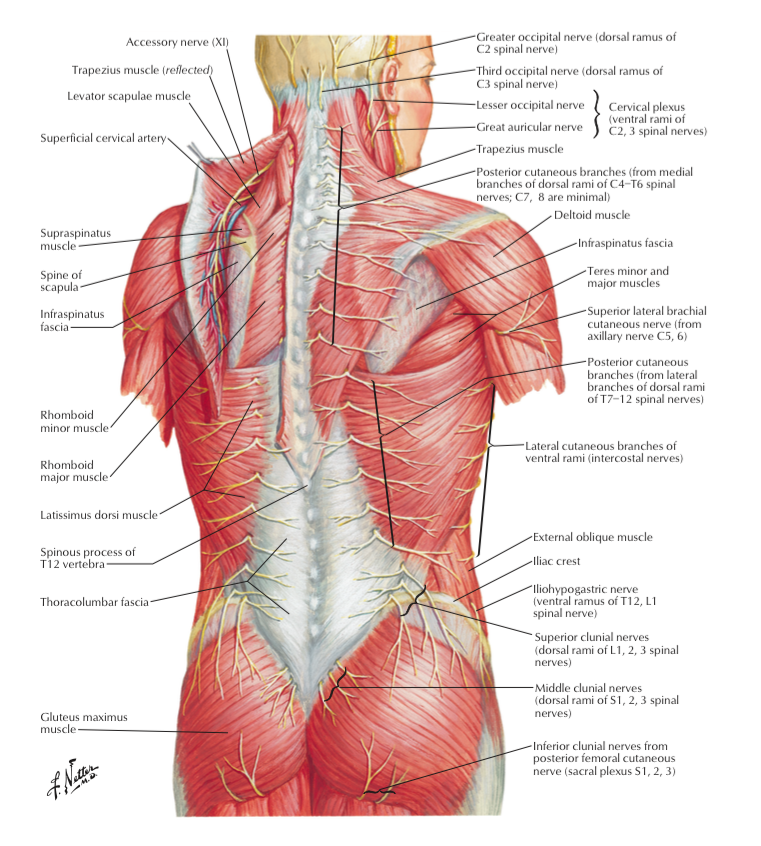 Accessory nerve (XI)
Trapezius muscle (reflected)
Levator scapulae muscle
Superficial cervical artery
Supraspinatus
muscle
Spine of
scapula
Infraspinatus
fascia
Rhomboid
minor muscle
Rhomboid
major muscle
Latissimus dorsi muscle
Spinous process of
T12 vertebra
Thoracolumbar fascia
Gluteus maximus
muscle
F. Netter
M.D.
Greater occipital nerve (dorsal ramus of
C2 spinal nerve)
Third occipital nerve (dorsal ramus of
C3 spinal nerve)
Lesser occipital nerve
Great auricular nerve
Cervical plexus
(ventral rami of
C2, 3 spinal nerves)
Trapezius muscle
Posterior cutaneous branches (from medial
branches of dorsal rami of C4–T6 spinal
nerves; C7, 8 are minimal)
Deltoid muscle
Infraspinatus fascia
Teres minor and
major muscles
Superior lateral brachial
cutaneous nerve (from
axillary nerve C5, 6)
Posterior cutaneous
branches (from lateral
branches of dorsal rami
of T7–12 spinal nerves)
Lateral cutaneous branches of
ventral rami (intercostal nerves)
External oblique muscle
Iliac crest
Iliohypogastric nerve
(ventral ramus of T12, L1
spinal nerve)
Superior clunial nerves
(dorsal rami of L1, 2, 3 spinal
nerves)
Middle clunial nerves
(dorsal rami of S1, 2, 3 spinal
nerves)
Inferior clunial nerves from
posterior femoral cutaneous
nerve (sacral plexus S1, 2, 3)